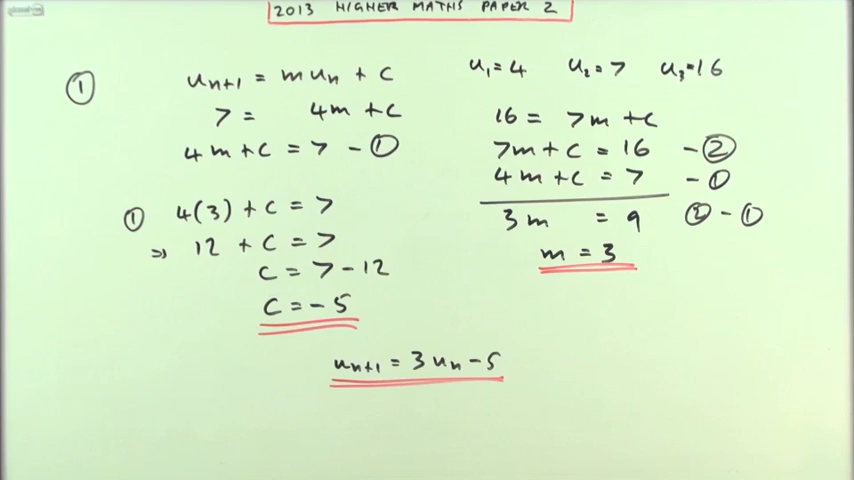 2013 HIGHER MATHS PAPER 2
①
uₙ₊₁ = muₙ + c
7 = 4m + c
4m + c = 7 - ①
① 4(3) + c = 7
⇒ 12 + c = 7
c = 7 - 12
c = - 5
u₁=4 u₂=7 u₃=16
16 = 7m + c
7m + c = 16 - ②
4m + c = 7 - ①
3m = 9 ② - ①
m = 3
uₙ₊₁ = 3uₙ - 5